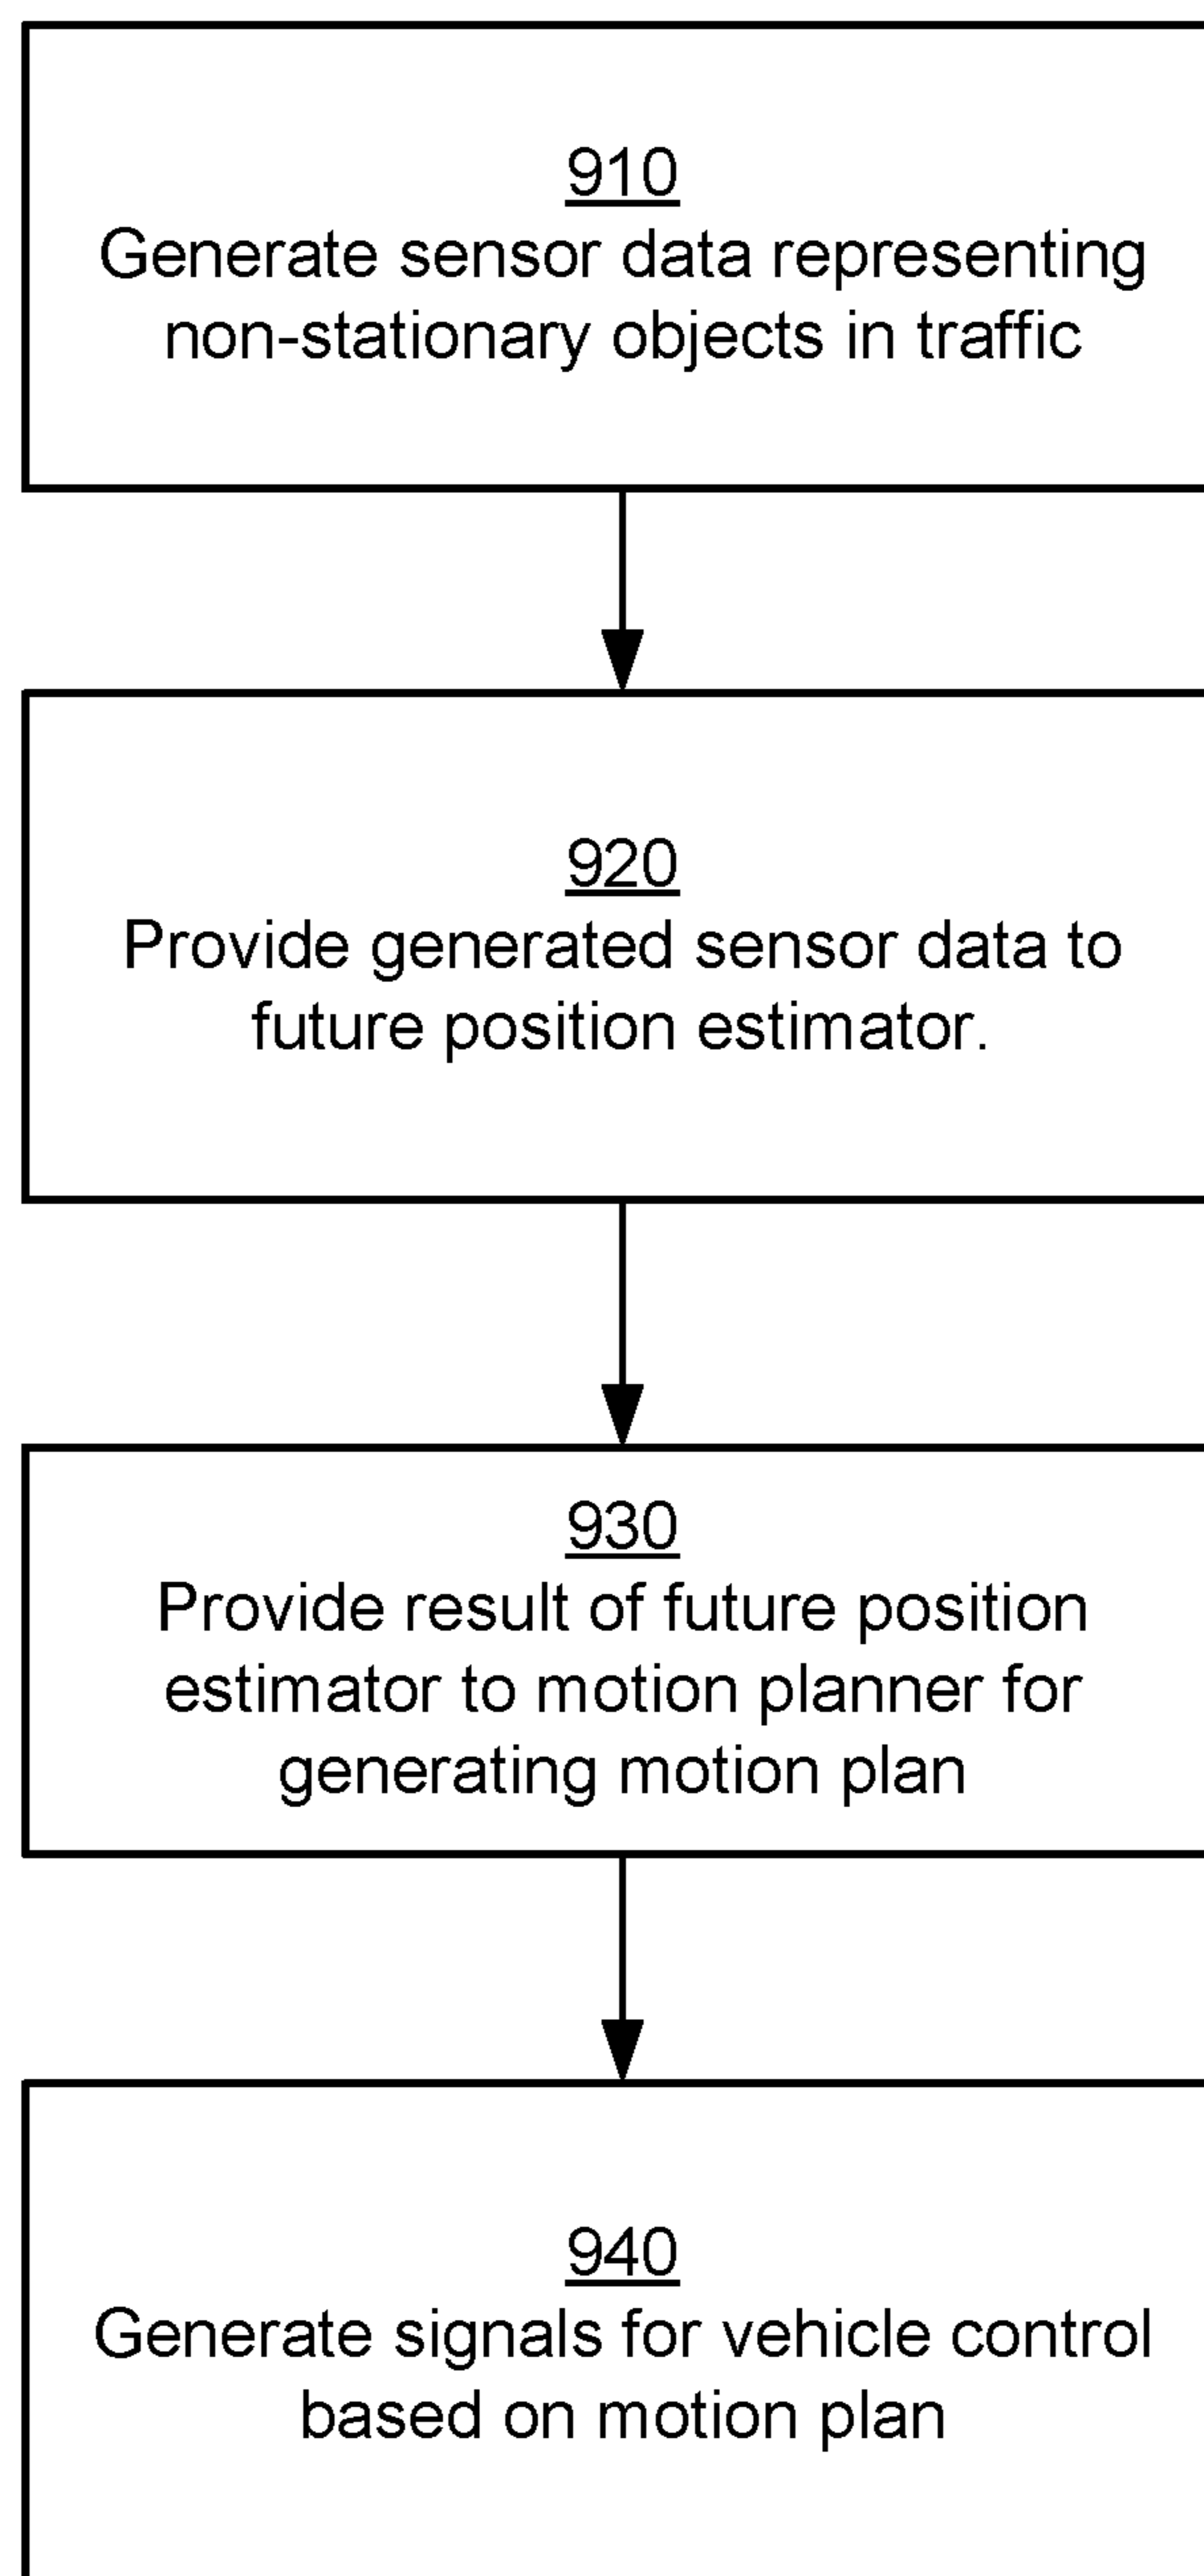 910
Generate sensor data representing
non-stationary objects in traffic
920
Provide generated sensor data to
future position estimator.
930
Provide result of future position
estimator to motion planner for
generating motion plan
940
Generate signals for vehicle control
based on motion plan